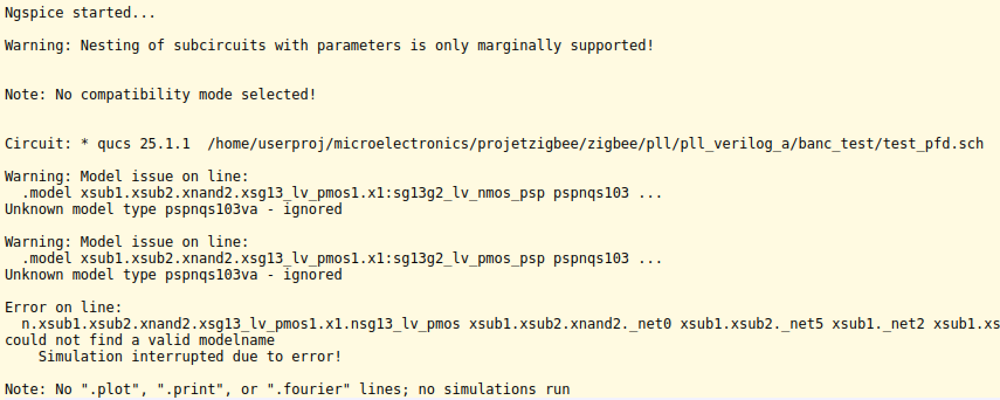 Ngspice started...
Warning: Nesting of subcircuits with parameters is only marginally supported!
Note: No compatibility mode selected!
Circuit: * qucs 25.1.1  /home/userproj/microelectronics/projetzigbee/zigbee/pll/pll_verilog_a/banc_test/test_pfd.sch
Warning: Model issue on line:
  .model xsub1.xsub2.xnand2.xsg13_lv_pmos1.x1:sg13g2_lv_nmos_psp pspnqs103 ...
Unknown model type pspnqs103va - ignored
Warning: Model issue on line:
  .model xsub1.xsub2.xnand2.xsg13_lv_pmos1.x1:sg13g2_lv_pmos_psp pspnqs103 ...
Unknown model type pspnqs103va - ignored
Error on line:
  n.xsub1.xsub2.xnand2.xsg13_lv_pmos1.x1.nsg13_lv_pmos xsub1.xsub2.xnand2._net0 xsub1.xsub2._net5 xsub1._net2 xsub1.xs
could not find a valid modelname
    Simulation interrupted due to error!
Note: No ".plot", ".print", or ".fourier" lines; no simulations run